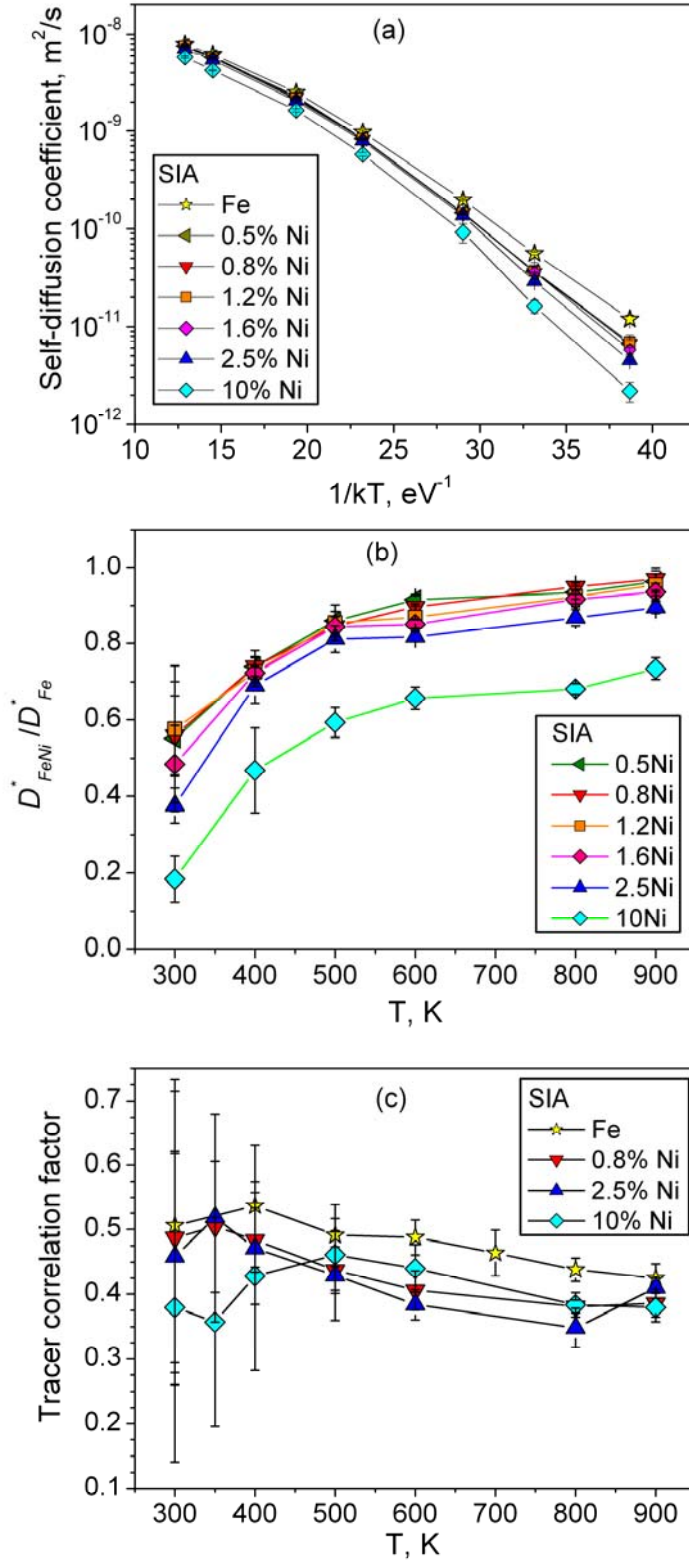 (a)
Self-diffusion coefficient, m²/s
10⁻⁸
10⁻⁹
10⁻¹⁰
10⁻¹¹
10⁻¹²
SIA
Fe
0.5% Ni
0.8% Ni
1.2% Ni
1.6% Ni
2.5% Ni
10% Ni
10 15 20 25 30 35 40
1/kT, eV⁻¹
(b)
D*FeNi/D*Fe
1.0
0.8
0.6
0.4
0.2
0.0
SIA
0.5Ni
0.8Ni
1.2Ni
1.6Ni
2.5Ni
10Ni
300 400 500 600 700 800 900
T, K
(c)
Tracer correlation factor
0.7
0.6
0.5
0.4
0.3
0.2
0.1
SIA
Fe
0.8% Ni
2.5% Ni
10% Ni
300 400 500 600 700 800 900
T, K